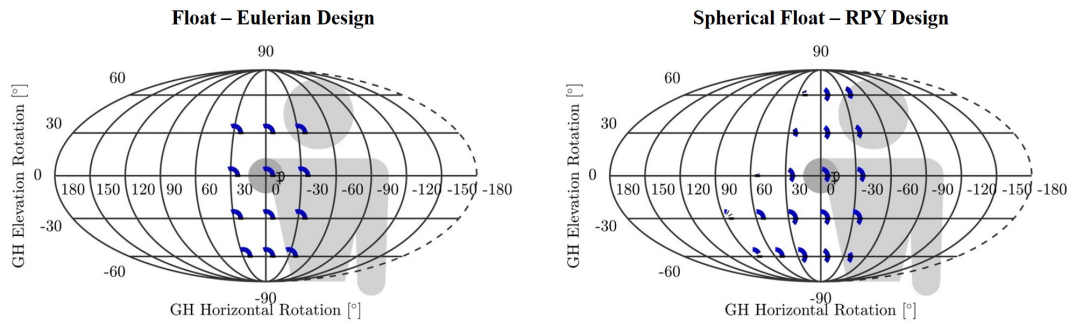 Float – Eulerian Design
90
60
30
0
-30
-60
-90
180 150 120 90 60 30 0 -30 -60 -90 -120 -150 -180
GH Elevation Rotation [°]
GH Horizontal Rotation [°]
Spherical Float – RPY Design
90
60
30
0
-30
-60
-90
180 150 120 90 60 30 0 -30 -60 -90 -120 -150 -180
GH Elevation Rotation [°]
GH Horizontal Rotation [°]